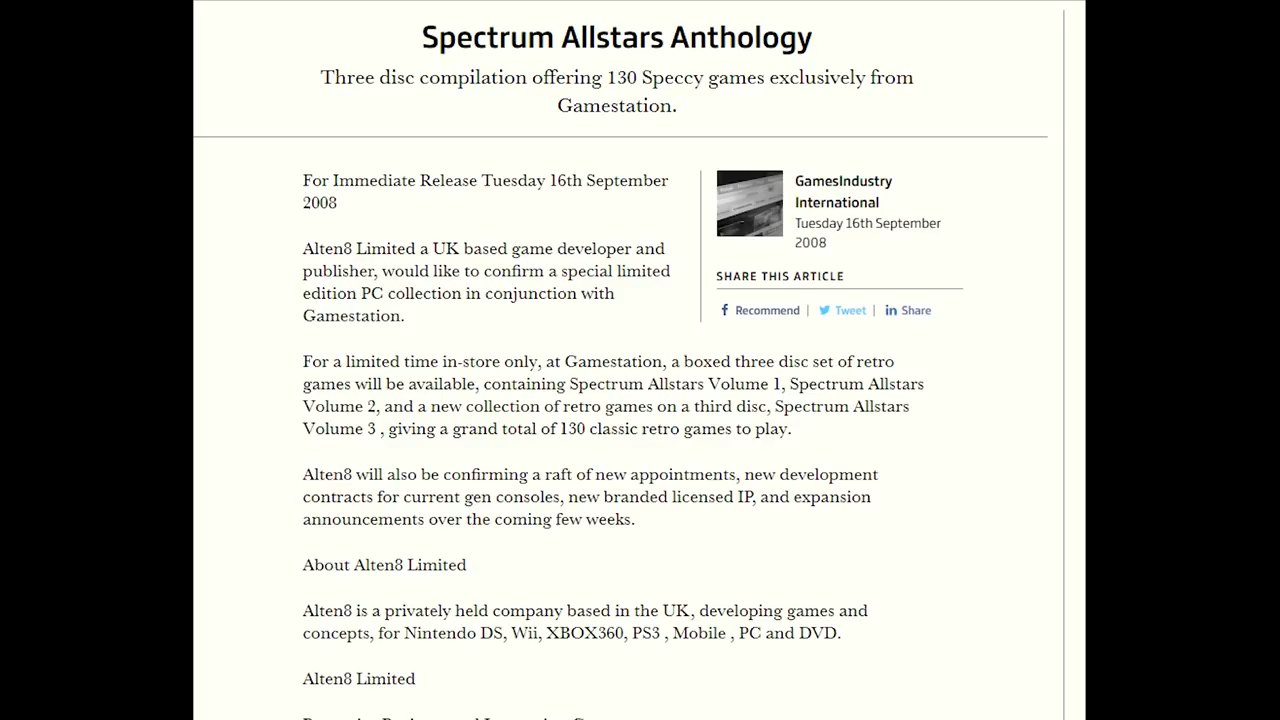 Spectrum Allstars Anthology
Three disc compilation offering 130 Speccy games exclusively from
Gamestation.
For Immediate Release Tuesday 16th September
2008
Alten8 Limited a UK based game developer and
publisher, would like to confirm a special limited
edition PC collection in conjunction with
Gamestation.
GamesIndustry
International
Tuesday 16th September
2008
SHARE THIS ARTICLE
Recommend | Tweet | in Share
For a limited time in-store only, at Gamestation, a boxed three disc set of retro
games will be available, containing Spectrum Allstars Volume 1, Spectrum Allstars
Volume 2, and a new collection of retro games on a third disc, Spectrum Allstars
Volume 3 , giving a grand total of 130 classic retro games to play.
Alten8 will also be confirming a raft of new appointments, new development
contracts for current gen consoles, new branded licensed IP, and expansion
announcements over the coming few weeks.
About Alten8 Limited
Alten8 is a privately held company based in the UK, developing games and
concepts, for Nintendo DS, Wii, XBOX360, PS3 , Mobile , PC and DVD.
Alten8 Limited